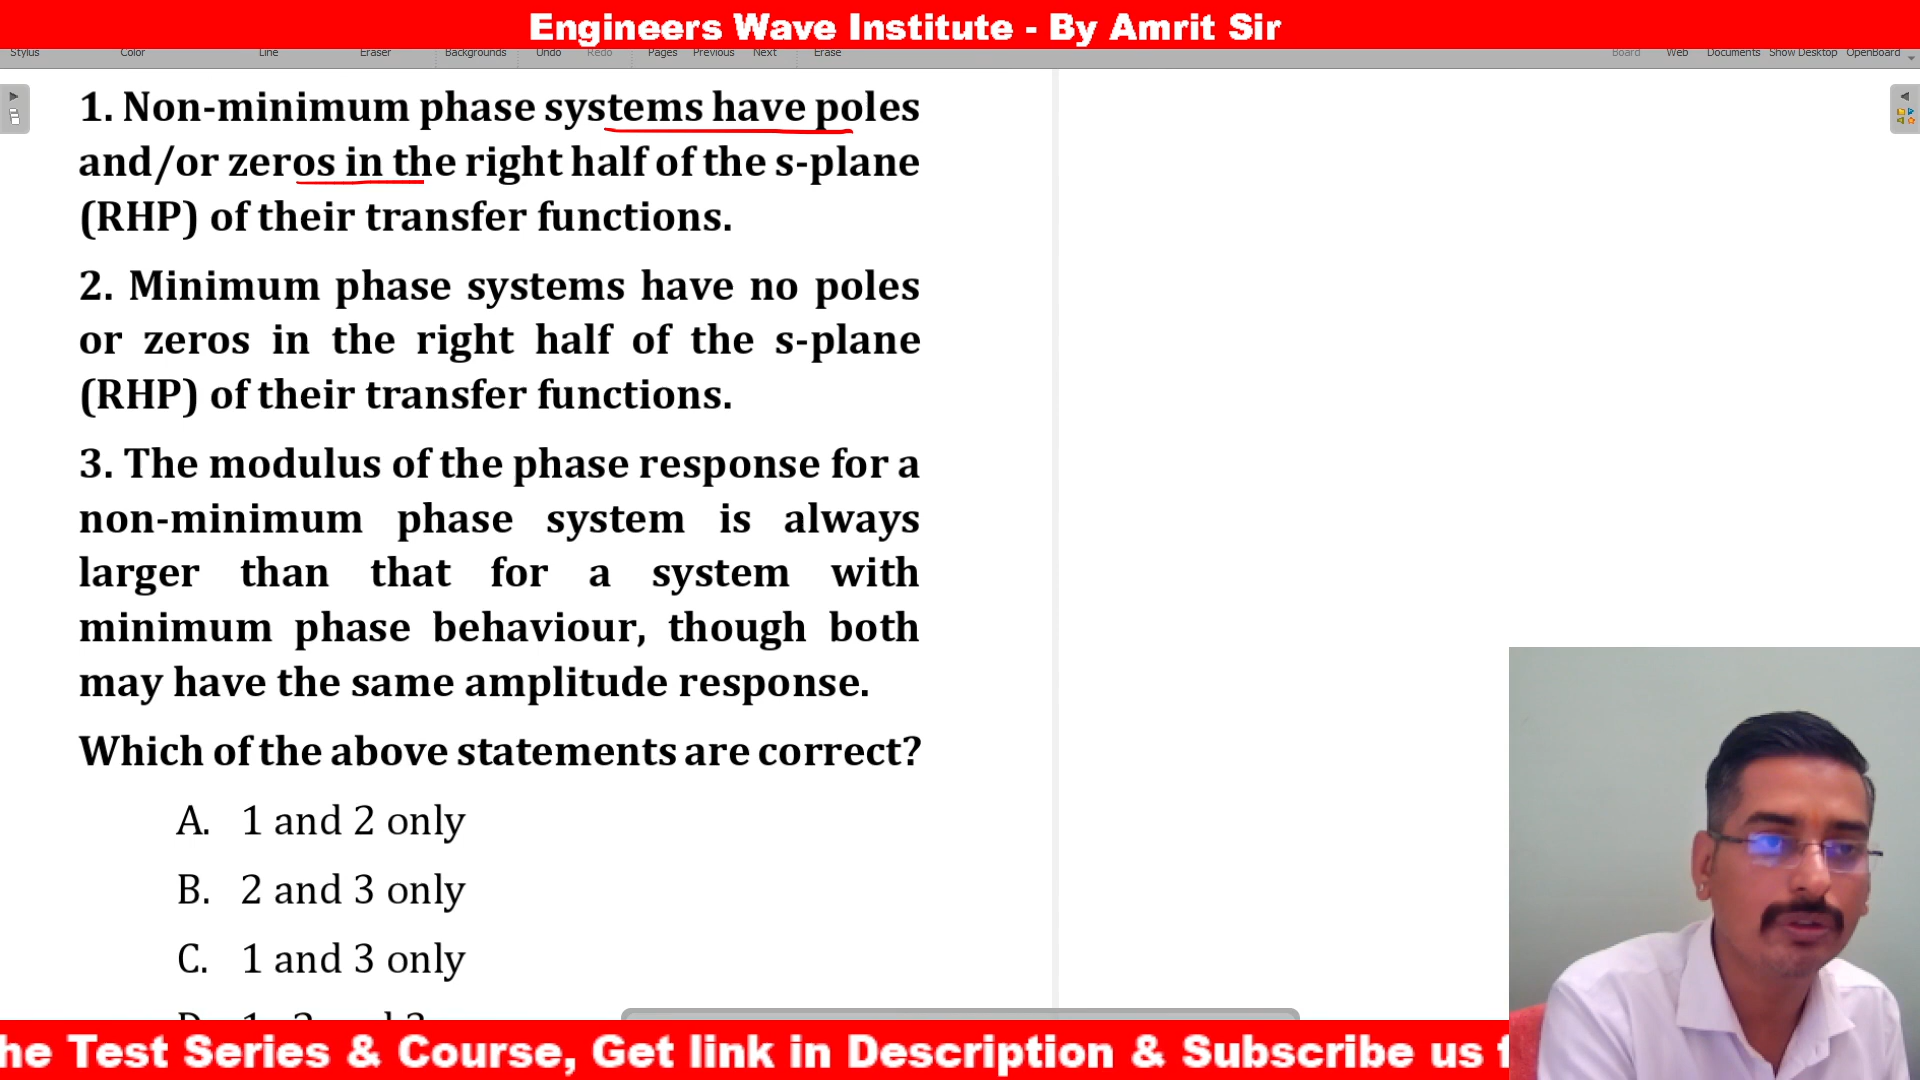 Engineers Wave Institute - By Amrit Sir
Stylus Color Line Eraser Backgrounds Undo Redo Pages Previous Next Erase Board Web Documents Show Desktop OpenBoard
1. Non-minimum phase systems have poles
and/or zeros in the right half of the s-plane
(RHP) of their transfer functions.
2. Minimum phase systems have no poles
or zeros in the right half of the s-plane
(RHP) of their transfer functions.
3. The modulus of the phase response for a
non-minimum phase system is always
larger than that for a system with
minimum phase behaviour, though both
may have the same amplitude response.
Which of the above statements are correct?
A. 1 and 2 only
B. 2 and 3 only
C. 1 and 3 only
he Test Series & Course, Get link in Description & Subscribe us f